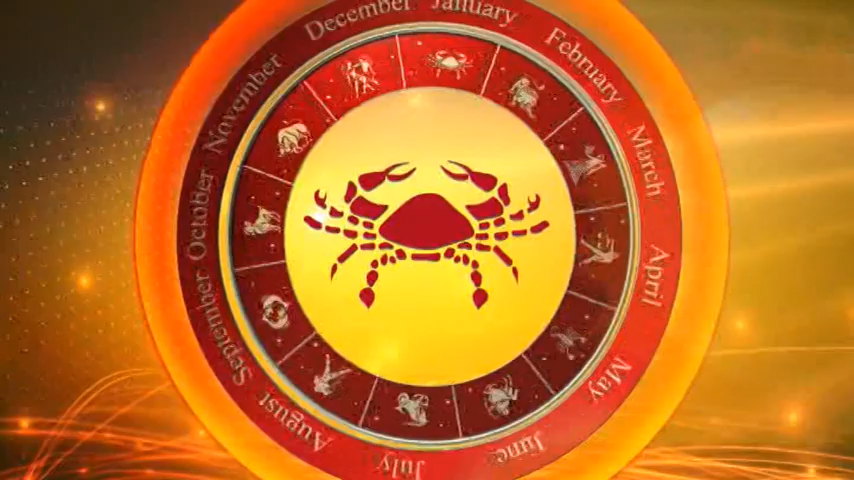 January
February
March
April
May
June
July
August
September
October
November
December